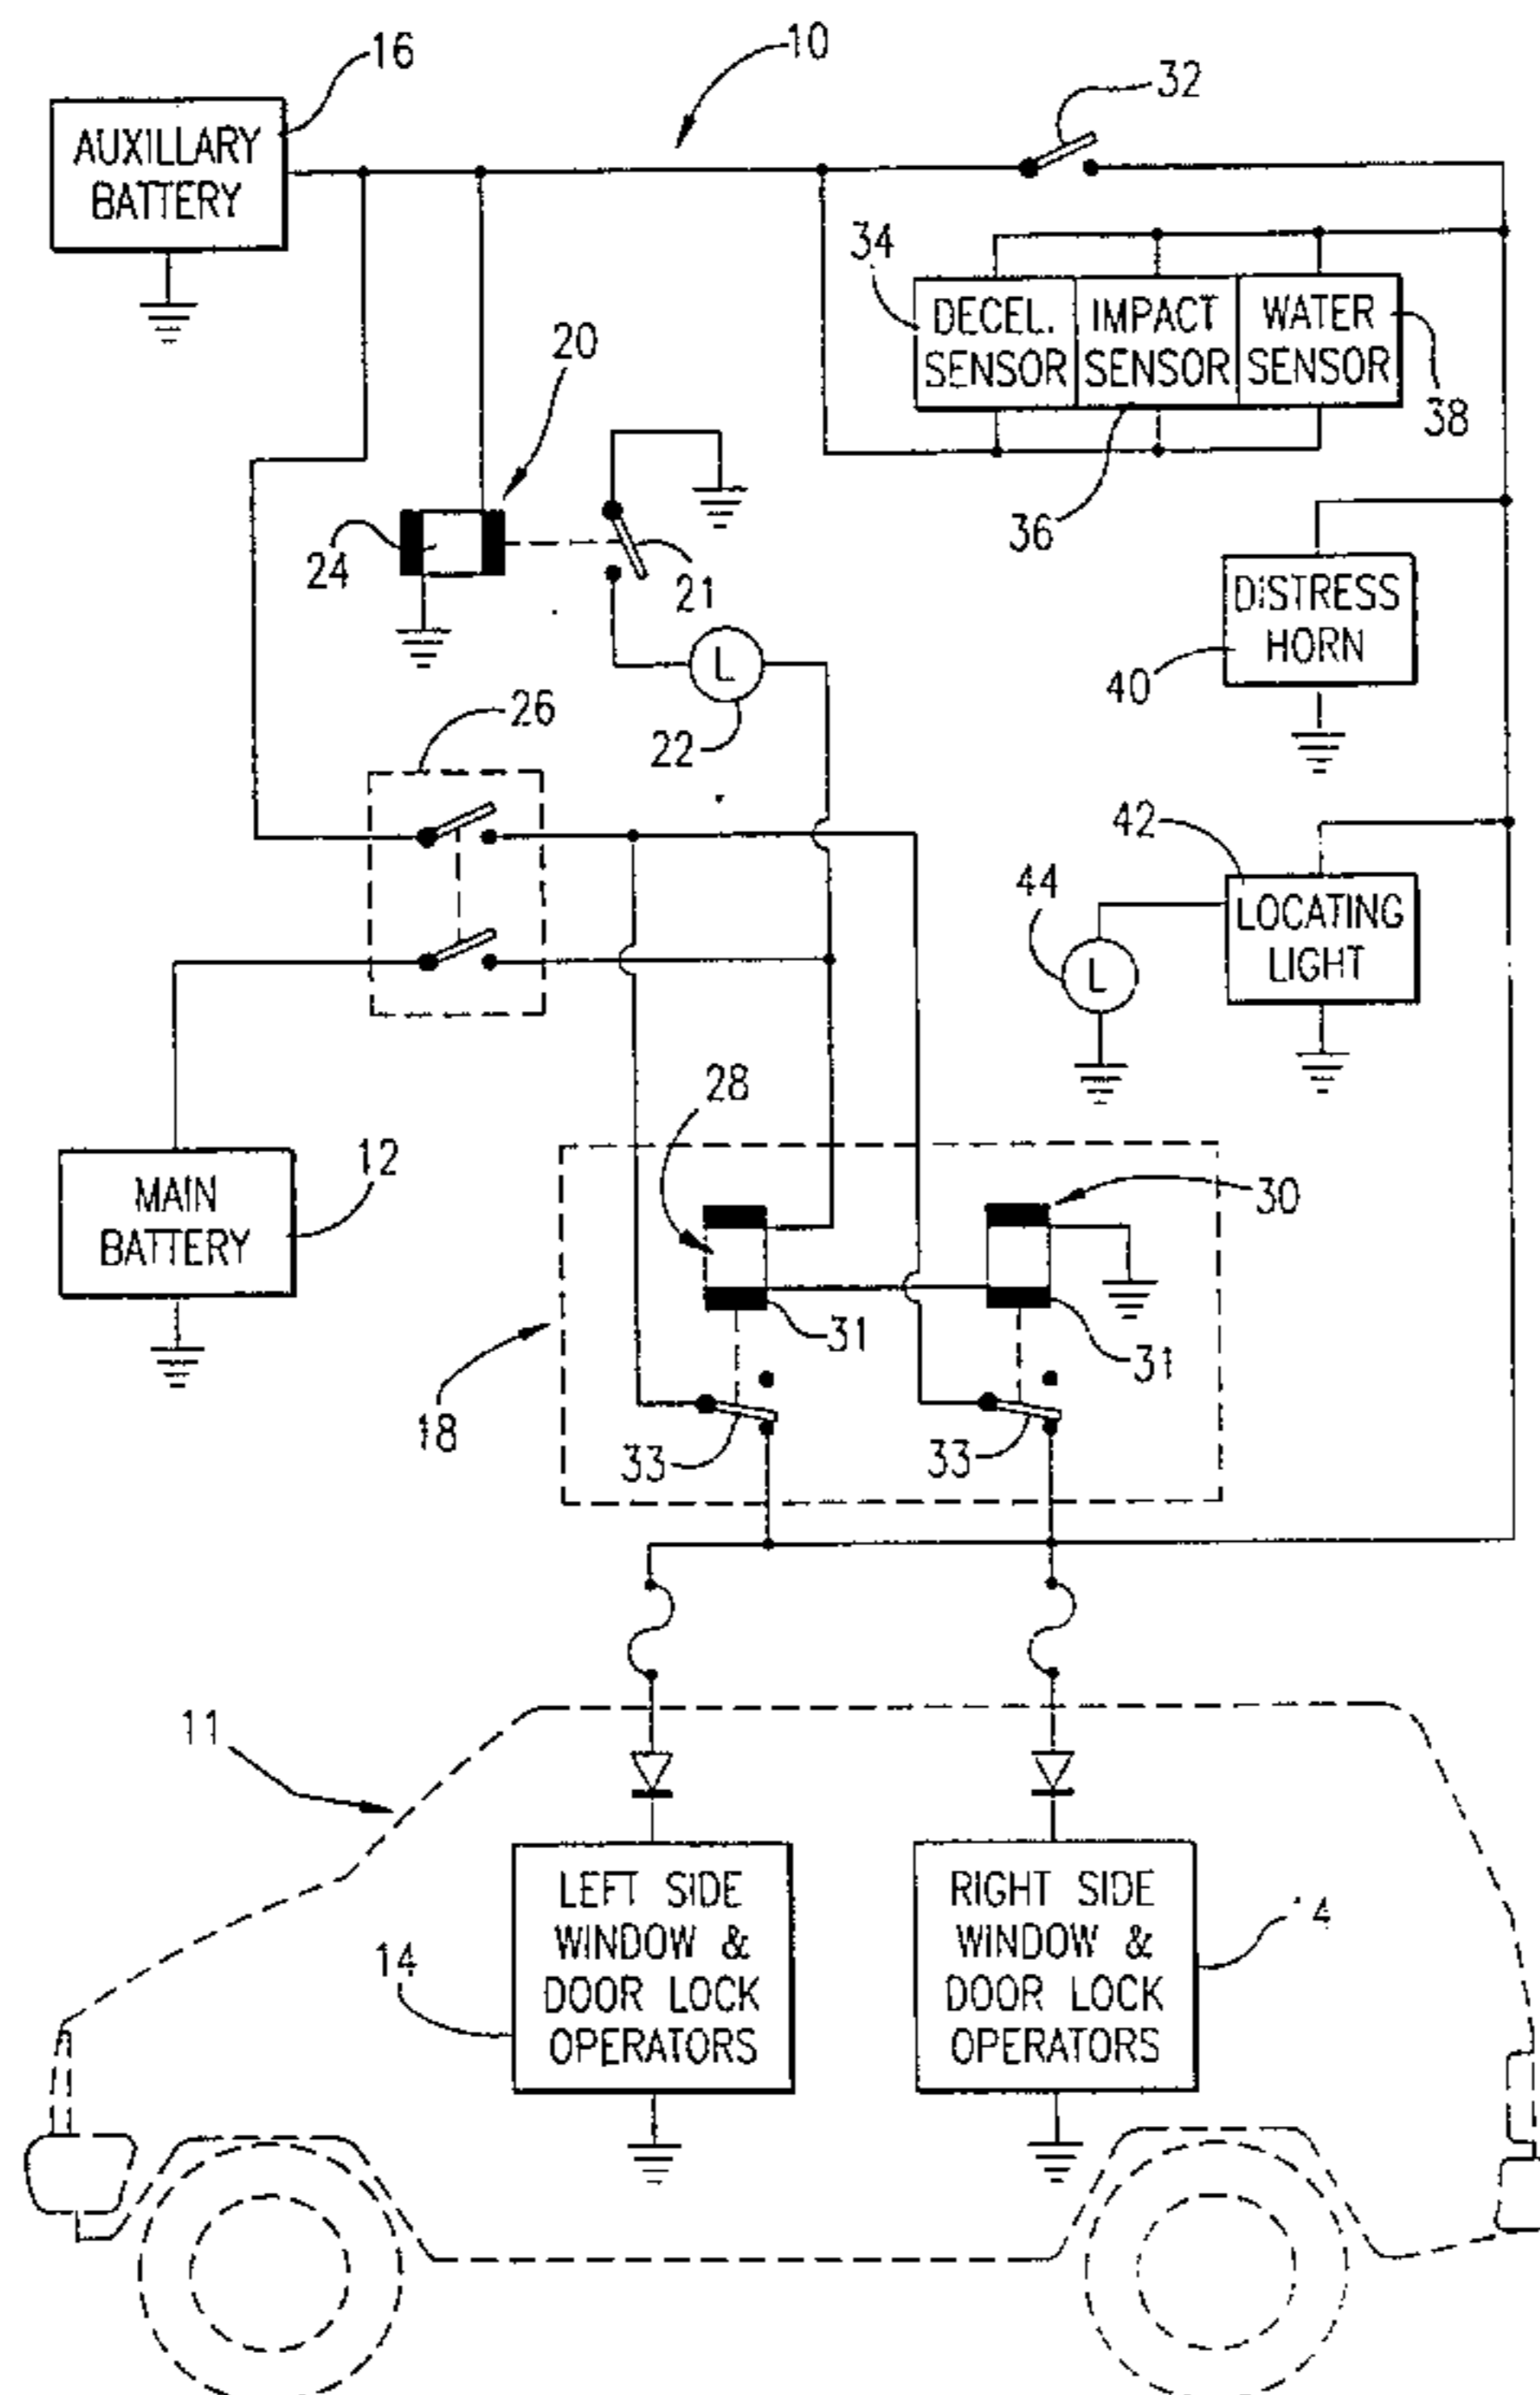 16
10
32
AUXILLARY
BATTERY
34
DECEL.
SENSOR
IMPACT
SENSOR
WATER
SENSOR
38
20
36
24
21
DISTRESS
HORN
40
L
22
26
42
44
LOCATING
LIGHT
L
28
12
MAIN
BATTERY
30
31
31
18
33
33
11
LEFT SIDE
WINDOW &
DOOR LOCK
OPERATORS
14
RIGHT SIDE
WINDOW &
DOOR LOCK
OPERATORS
14